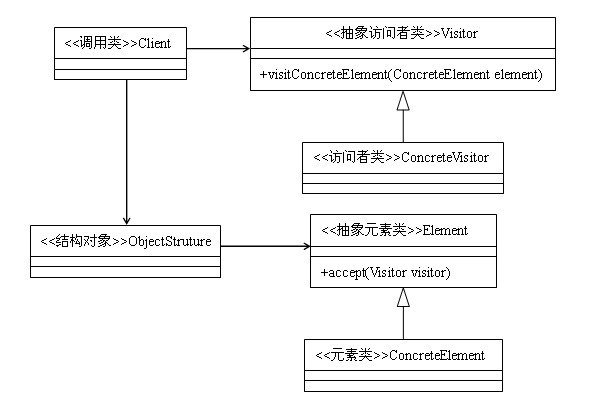 <<调用类>>Client
<<抽象访问者类>>Visitor
+visitConcreteElement(ConcreteElement element)
<<访问者类>>ConcreteVisitor
<<结构对象>>ObjectStruture
<<抽象元素类>>Element
+accept(Visitor visitor)
<<元素类>>ConcreteElement